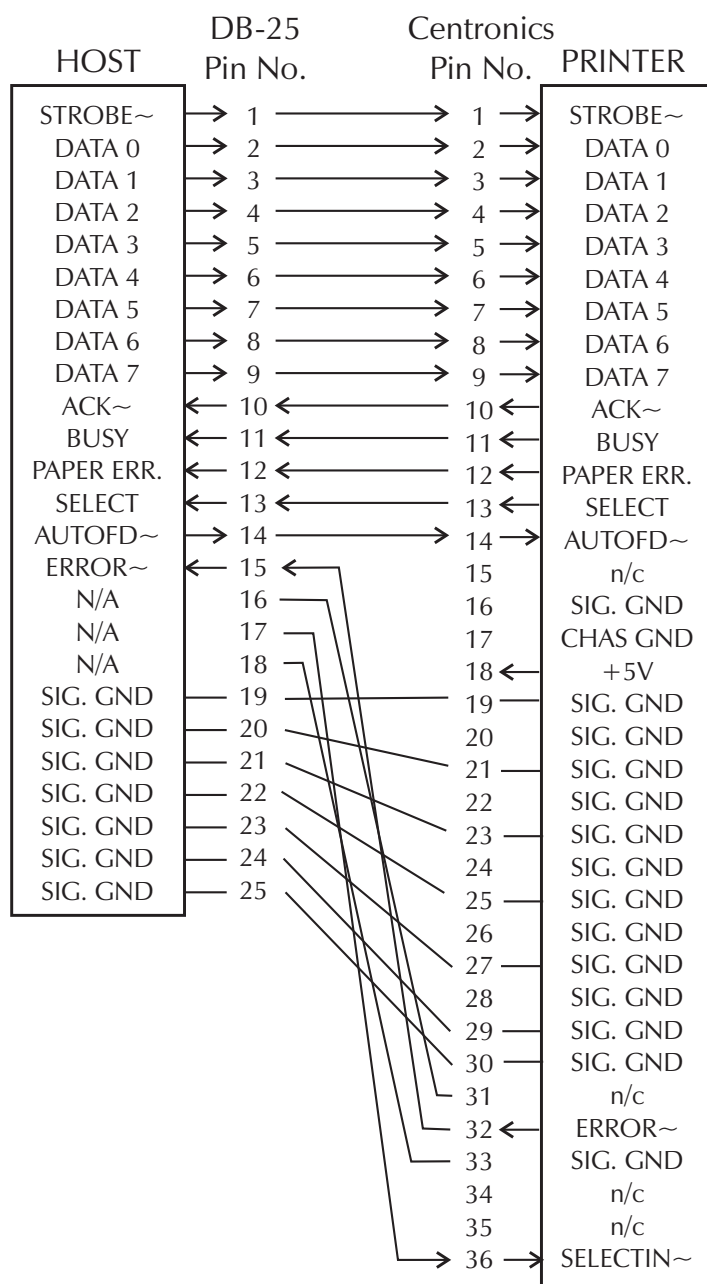 DB-25 Centronics
HOST Pin No. Pin No. PRINTER
STROBE~ 1 1 STROBE~
DATA 0 2 2 DATA 0
DATA 1 3 3 DATA 1
DATA 2 4 4 DATA 2
DATA 3 5 5 DATA 3
DATA 4 6 6 DATA 4
DATA 5 7 7 DATA 5
DATA 6 8 8 DATA 6
DATA 7 9 9 DATA 7
ACK~ 10 10 ACK~
BUSY 11 11 BUSY
PAPER ERR. 12 12 PAPER ERR.
SELECT 13 13 SELECT
AUTOFD~ 14 14 AUTOFD~
ERROR~ 15 15 n/c
N/A 16 16 SIG. GND
N/A 17 17 CHAS GND
N/A 18 18 +5V
SIG. GND 19 19 SIG. GND
SIG. GND 20 20 SIG. GND
SIG. GND 21 21 SIG. GND
SIG. GND 22 22 SIG. GND
SIG. GND 23 23 SIG. GND
SIG. GND 24 24 SIG. GND
SIG. GND 25 25 SIG. GND
26 SIG. GND
27 SIG. GND
28 SIG. GND
29 SIG. GND
30 SIG. GND
31 n/c
32 ERROR~
33 SIG. GND
34 n/c
35 n/c
36 SELECTIN~